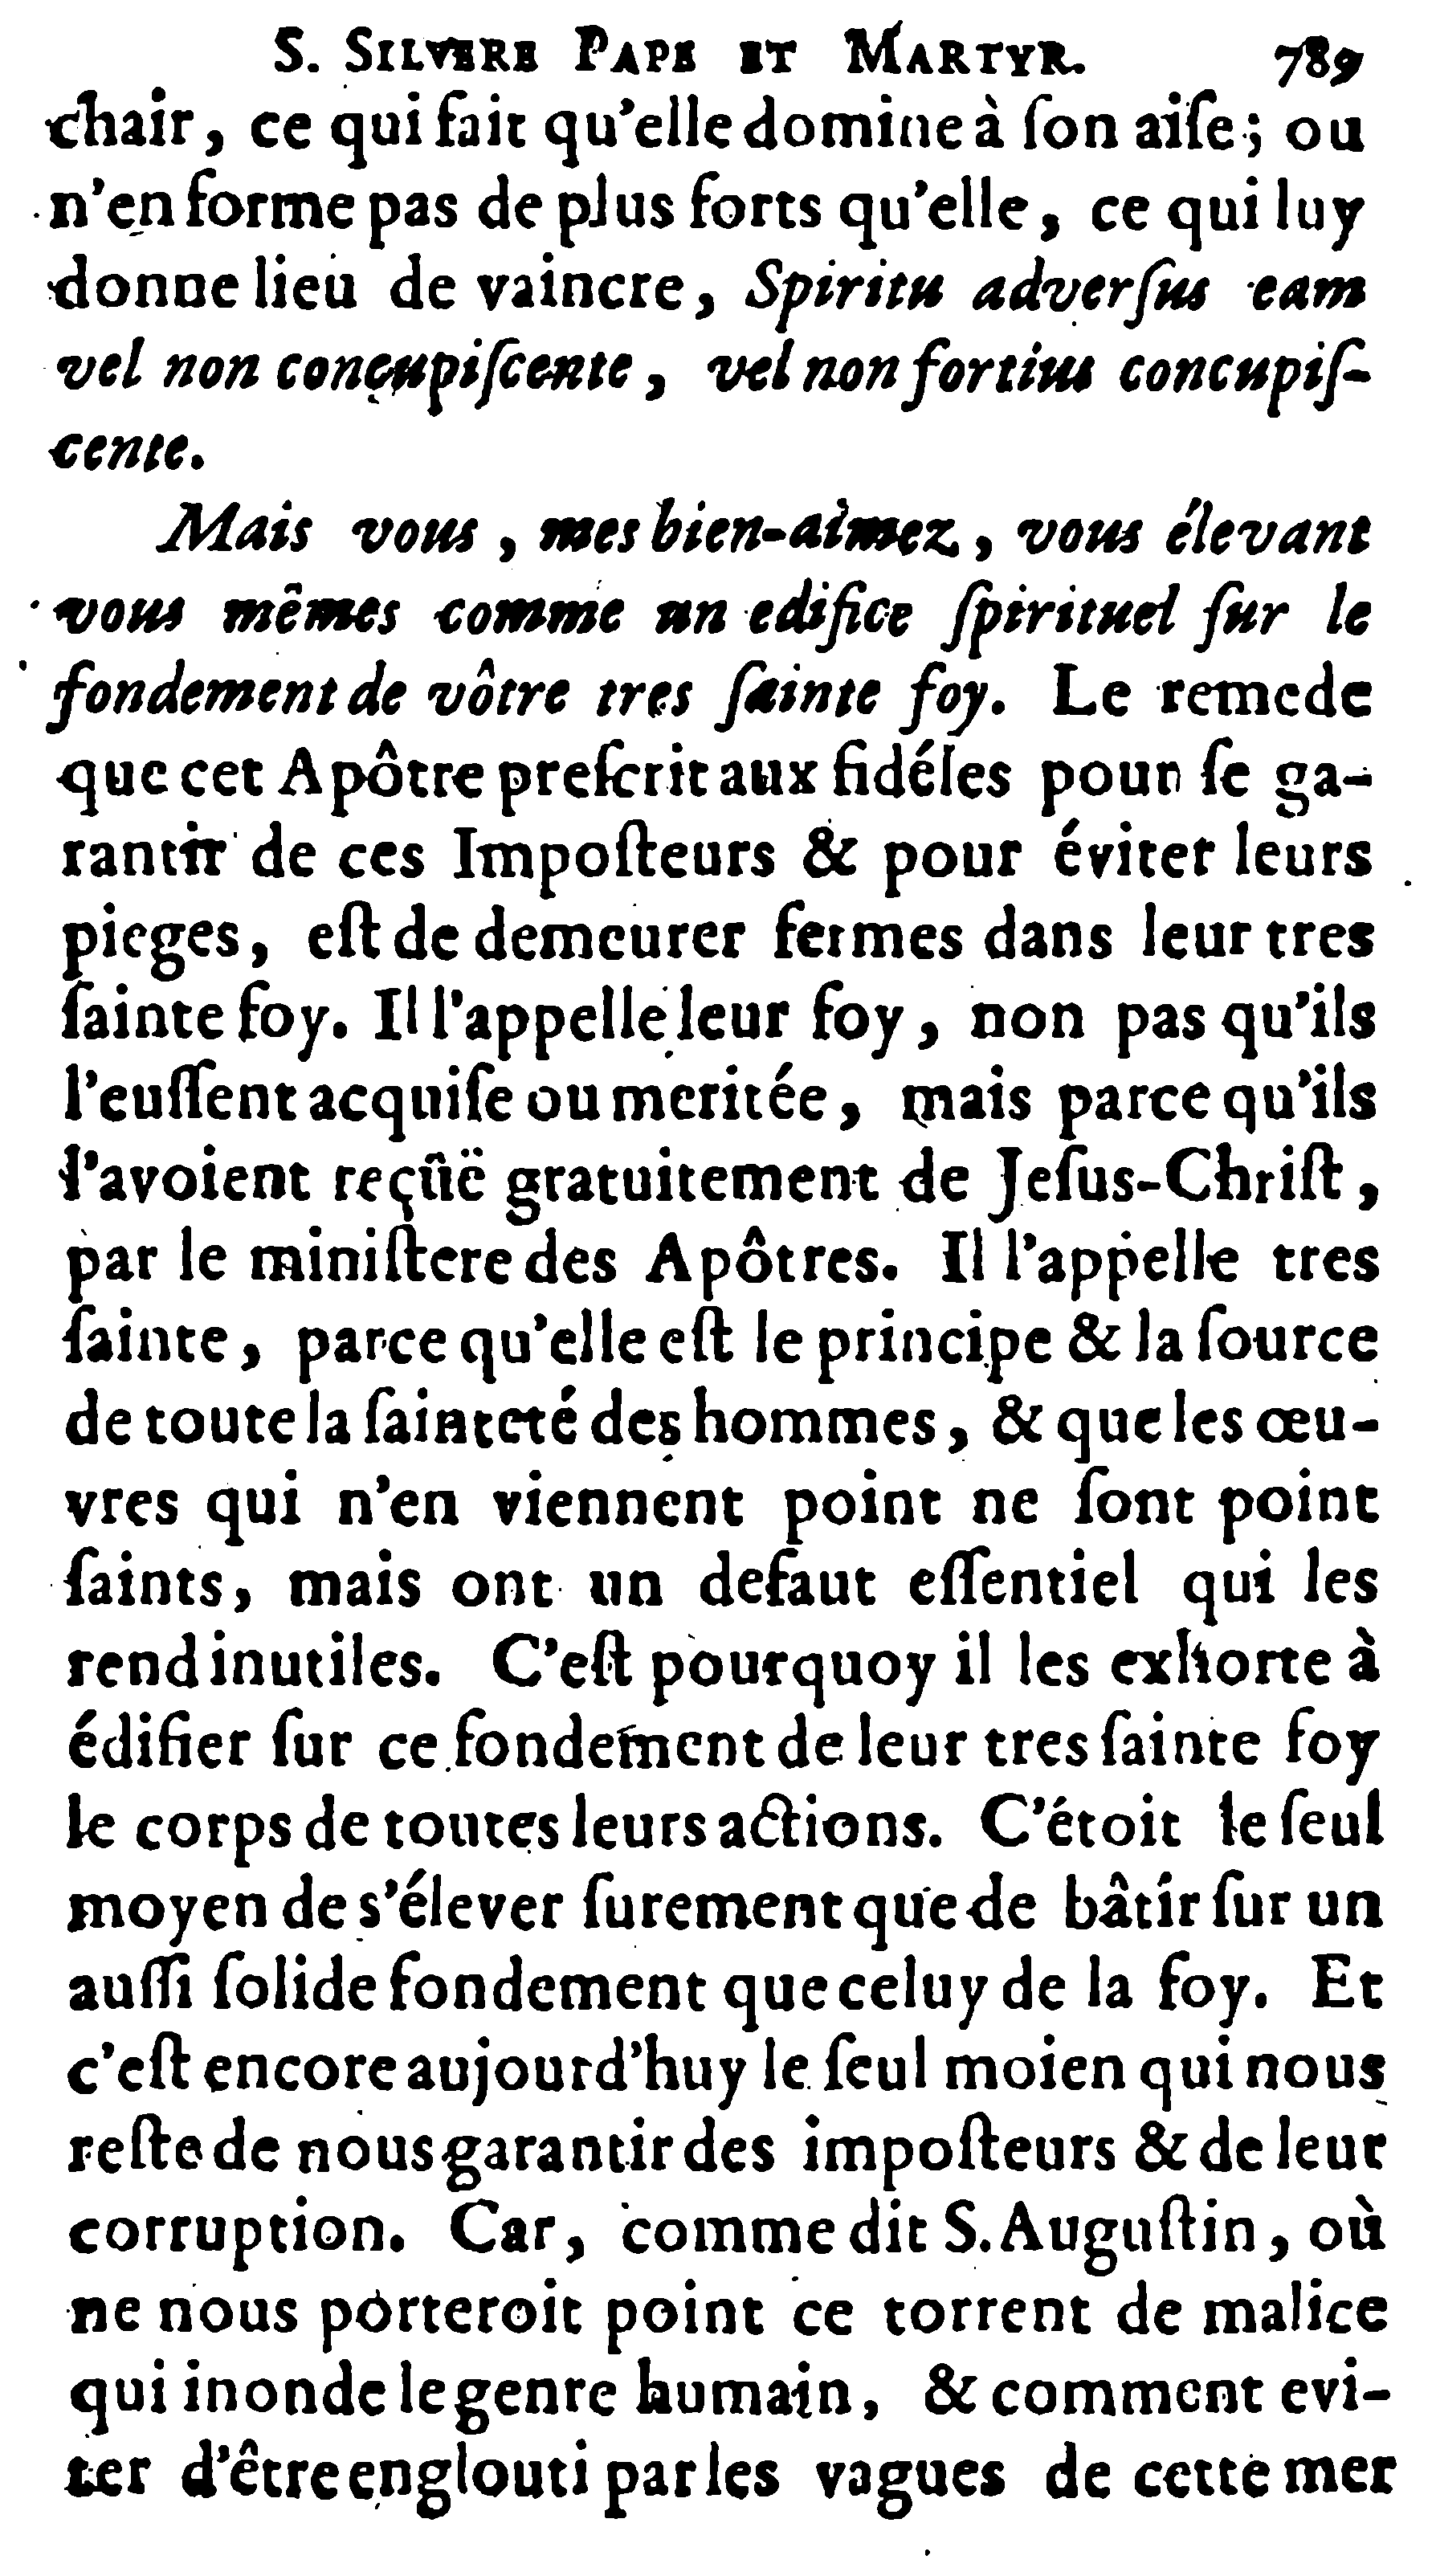 S. SILVERE PAPE ET MARTYR. 789
chair, ce qui fait qu'elle domine à ſon aiſe; ou
n'en forme pas de plus forts qu'elle, ce qui luy
donne lieu de vaincre, Spiritu adverſus eam
vel non concupiſcente, vel non fortius concupiſ-
cente.
Mais vous, mes bien-aimez, vous élevant
vous mêmes comme un edifice ſpirituel ſur le
fondement de vôtre tres ſainte foy. Le remede
que cet Apôtre preſcrit aux fidéles pour ſe ga-
rantir de ces Impoſteurs & pour éviter leurs
pieges, eſt de demeurer fermes dans leur tres
ſainte foy. Il l'appelle leur foy, non pas qu'ils
l'euſſent acquiſe ou meritée, mais parce qu'ils
l'avoient reçûë gratuitement de Jeſus-Chriſt,
par le miniſtere des Apôtres. Il l'appelle tres
ſainte, parce qu'elle eſt le principe & la ſource
de toute la ſainteté des hommes, & que les œu-
vres qui n'en viennent point ne ſont point
ſaints, mais ont un defaut eſſentiel qui les
rend inutiles. C'eſt pourquoy il les exhorte à
édifier ſur ce fondement de leur tres ſainte foy
le corps de toutes leurs actions. C'étoit le ſeul
moyen de s'élever ſurement que de bâtir ſur un
auſſi ſolide fondement que celuy de la foy. Et
c'eſt encore aujourd'huy le ſeul moien qui nous
reſte de nous garantir des impoſteurs & de leur
corruption. Car, comme dit S. Auguſtin, où
ne nous porteroit point ce torrent de malice
qui inonde le genre humain, & comment evi-
ter d'être englouti par les vagues de cette mer